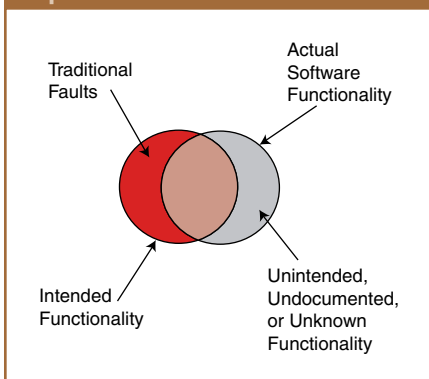 Actual
Software
Functionality
Traditional
Faults
Intended
Functionality
Unintended,
Undocumented,
or Unknown
Functionality